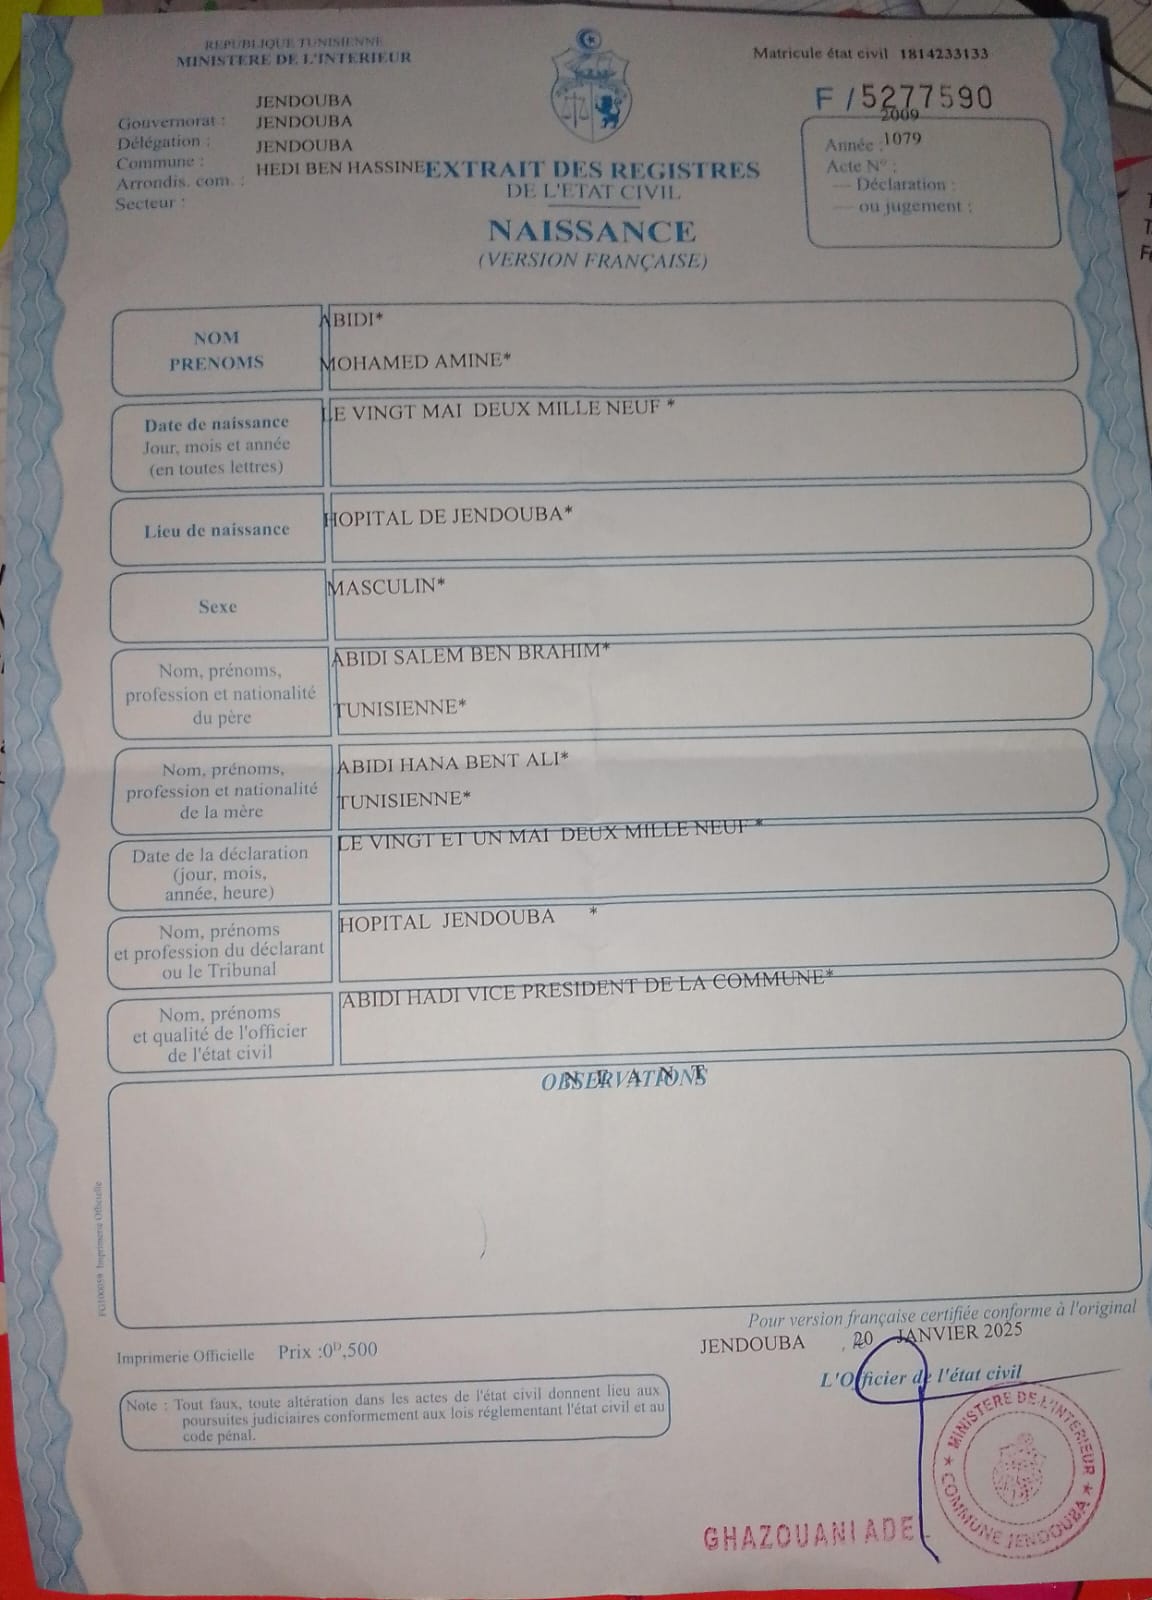 REPUBLIQUE TUNISIENNE
MINISTERE DE L'INTERIEUR
Matricule état civil 1814233133
F / 5277590
JENDOUBA
Gouvernorat : JENDOUBA
Délégation : JENDOUBA
Commune : HEDI BEN HASSINE
Arrondis. com. :
Secteur :
2009
Année : 1079
Acte N° :
— Déclaration :
— ou jugement :
EXTRAIT DES REGISTRES
DE L'ETAT CIVIL
NAISSANCE
(VERSION FRANÇAISE)
NOM
PRENOMS
ABIDI*
MOHAMED AMINE*
Date de naissance
Jour, mois et année
(en toutes lettres)
LE VINGT MAI DEUX MILLE NEUF *
Lieu de naissance
HOPITAL DE JENDOUBA*
Sexe
MASCULIN*
Nom, prénoms,
profession et nationalité
du père
ABIDI SALEM BEN BRAHIM*
TUNISIENNE*
Nom, prénoms,
profession et nationalité
de la mère
ABIDI HANA BENT ALI*
TUNISIENNE*
Date de la déclaration
(jour, mois,
année, heure)
LE VINGT ET UN MAI DEUX MILLE NEUF *
Nom, prénoms
et profession du déclarant
ou le Tribunal
HOPITAL JENDOUBA *
Nom, prénoms
et qualité de l'officier
de l'état civil
ABIDI HADI VICE PRESIDENT DE LA COMMUNE*
OBSERVATIONS
N E A N T
FG100059 Imprimerie Officielle
Pour version française certifiée conforme à l'original
JENDOUBA , 20 JANVIER 2025
Imprimerie Officielle Prix :0D,500
L'Officier de l'état civil
Note : Tout faux, toute altération dans les actes de l'état civil donnent lieu aux
poursuites judiciaires conformement aux lois réglementant l'état civil et au
code pénal.
MINISTERE DE L'INTERIEUR
COMMUNE JENDOUBA
GHAZOUANI ADE